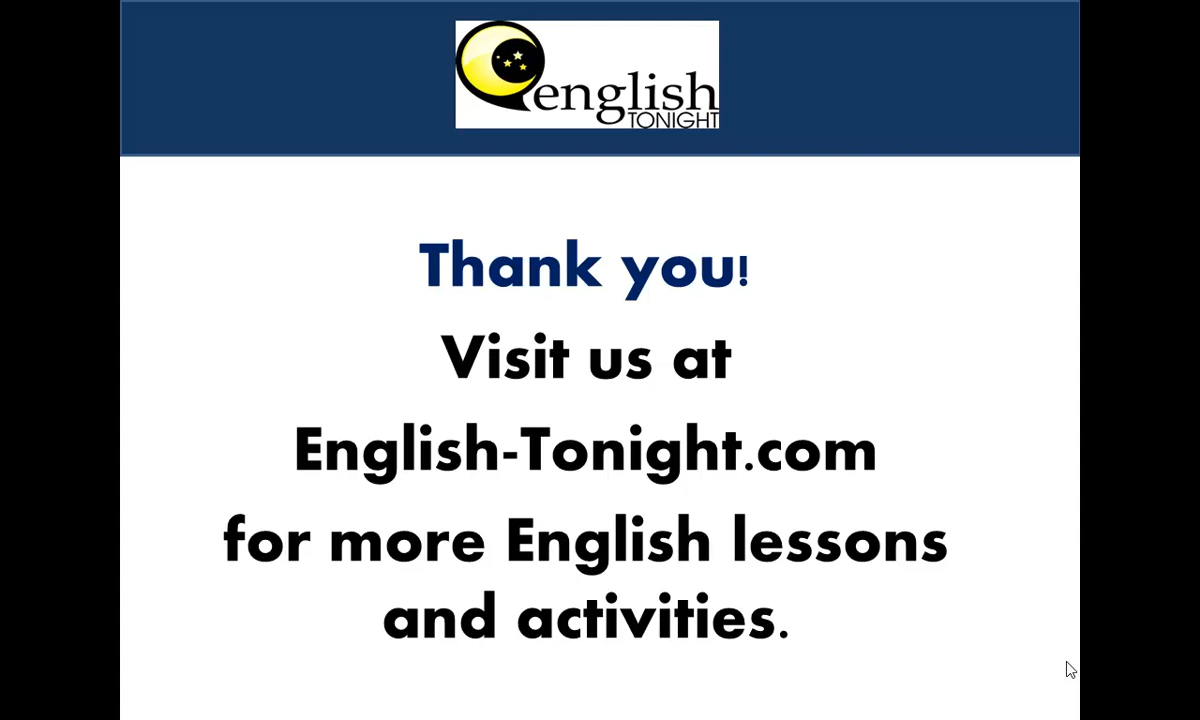 english
TONIGHT
Thank you!
Visit us at
English-Tonight.com
for more English lessons
and activities.